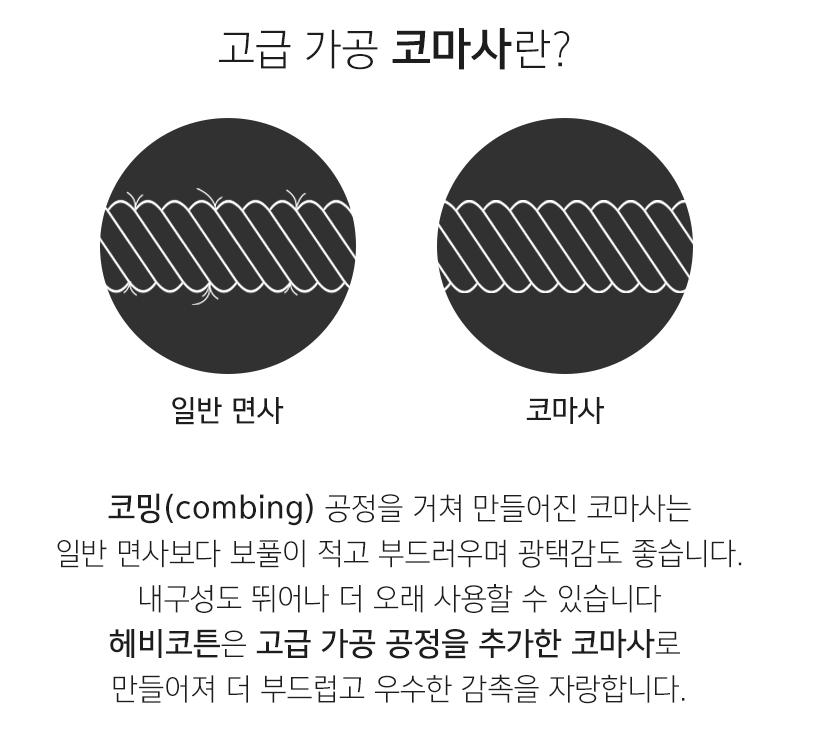 고급 가공 코마사란?
일반 면사
코마사
코밍(combing) 공정을 거쳐 만들어진 코마사는
일반 면사보다 보풀이 적고 부드러우며 광택감도 좋습니다.
내구성도 뛰어나 더 오래 사용할 수 있습니다
헤비코튼은 고급 가공 공정을 추가한 코마사로
만들어져 더 부드럽고 우수한 감촉을 자랑합니다.